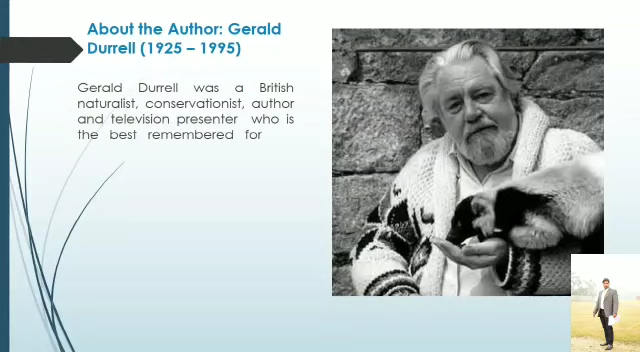 About the Author: Gerald
Durrell (1925 – 1995)
Gerald Durrell was a British
naturalist, conservationist, author
and television presenter who is
the best remembered for